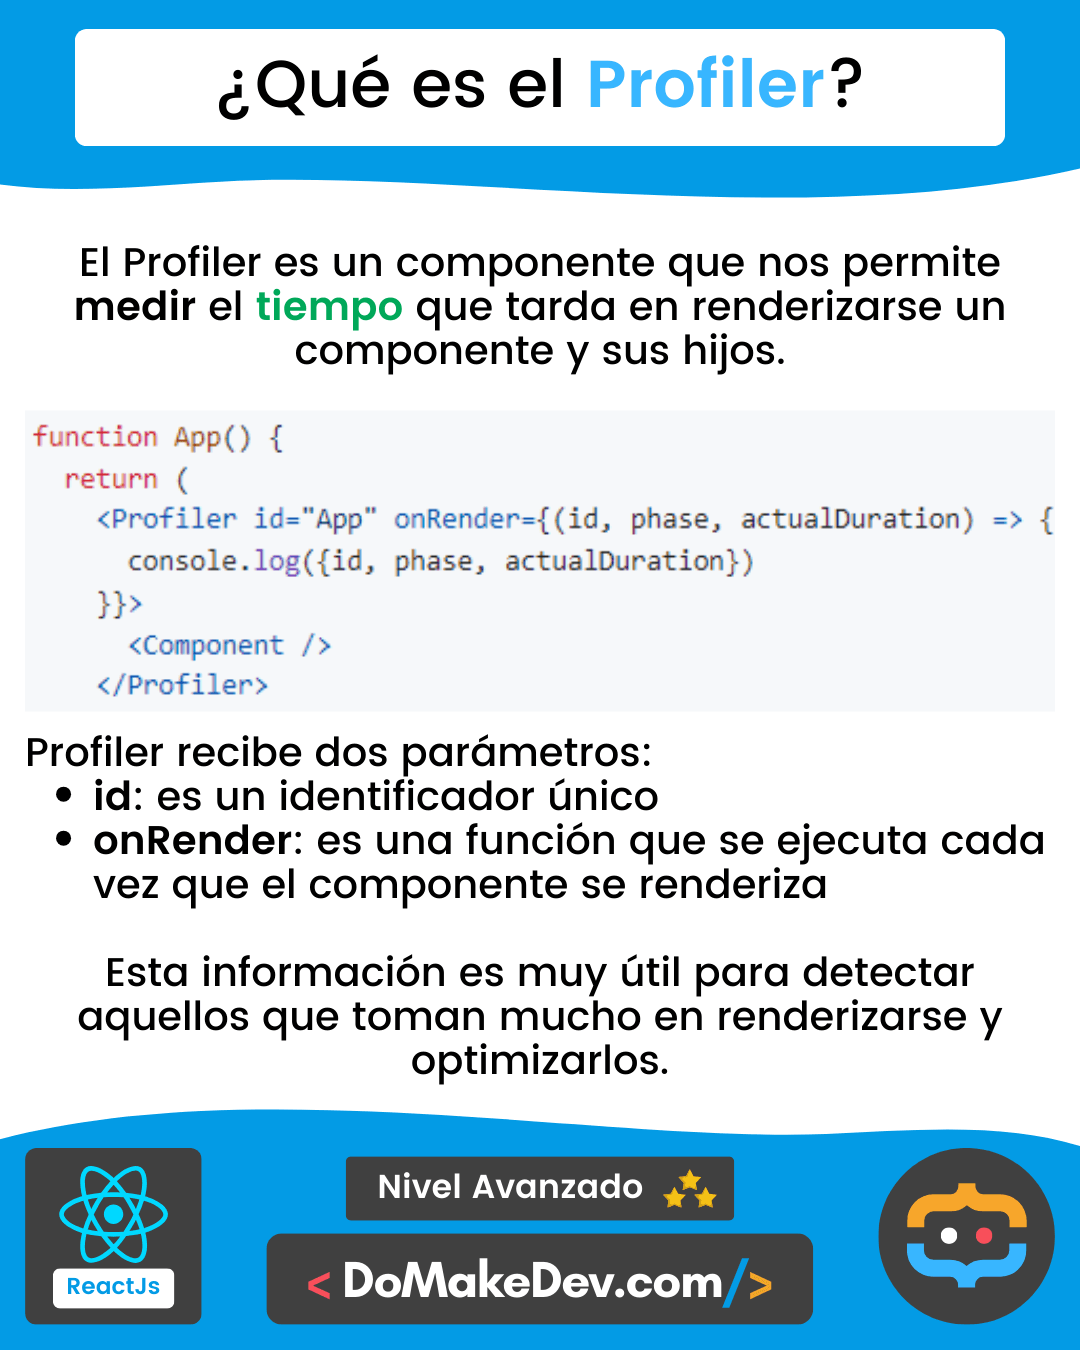 ¿Qué es el Profiler?
El Profiler es un componente que nos permite
medir el tiempo que tarda en renderizarse un
componente y sus hijos.
function App() {
  return (
    <Profiler id="App" onRender={(id, phase, actualDuration) => {
      console.log({id, phase, actualDuration})
    }}>
      <Component />
    </Profiler>
Profiler recibe dos parámetros:
• id: es un identificador único
• onRender: es una función que se ejecuta cada
vez que el componente se renderiza
Esta información es muy útil para detectar
aquellos que toman mucho en renderizarse y
optimizarlos.
Nivel Avanzado
ReactJs
< DoMakeDev.com/>